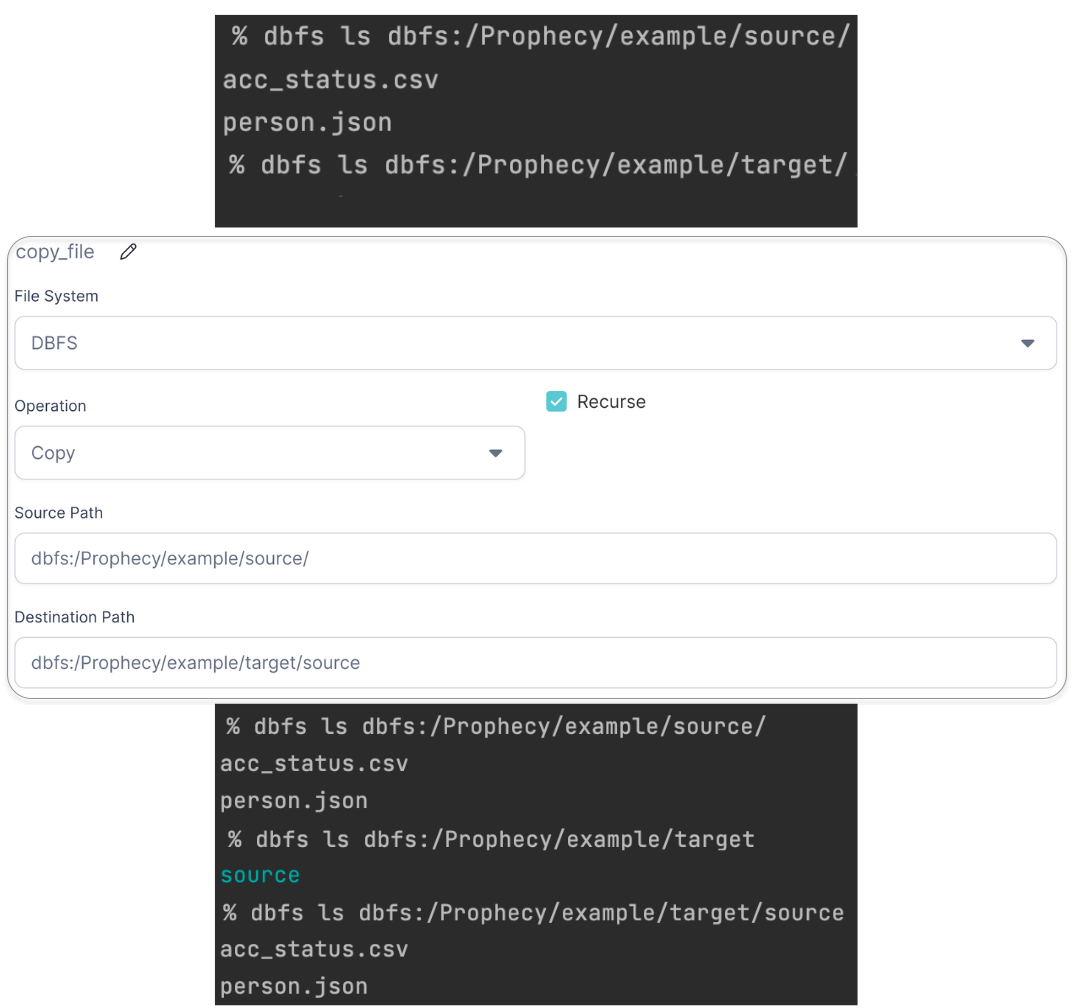 % dbfs ls dbfs:/Prophecy/example/source/
acc_status.csv
person.json
% dbfs ls dbfs:/Prophecy/example/target/
copy_file
File System
DBFS
Operation
Recurse
Copy
Source Path
dbfs:/Prophecy/example/source/
Destination Path
dbfs:/Prophecy/example/target/source
% dbfs ls dbfs:/Prophecy/example/source/
acc_status.csv
person.json
% dbfs ls dbfs:/Prophecy/example/target
source
% dbfs ls dbfs:/Prophecy/example/target/source
acc_status.csv
person.json